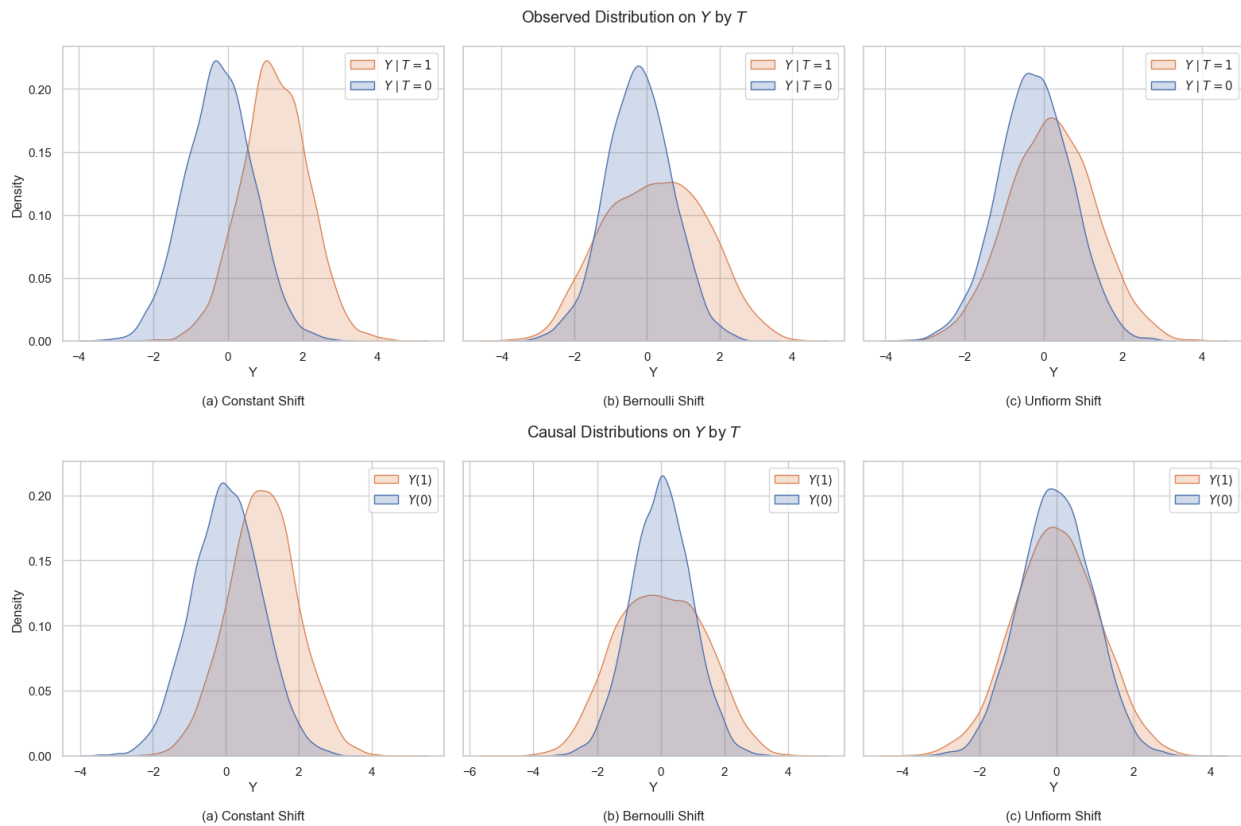 Observed Distribution on Y by T
Y | T = 1
Y | T = 0
Y | T = 1
Y | T = 0
Y | T = 1
Y | T = 0
Density
0.20
0.15
0.10
0.05
0.00
−4 −2 0 2 4
−4 −2 0 2 4
−4 −2 0 2 4
Y Y Y
(a) Constant Shift
(b) Bernoulli Shift
(c) Unfiorm Shift
Causal Distributions on Y by T
Y(1)
Y(0)
Y(1)
Y(0)
Y(1)
Y(0)
Density
0.20
0.15
0.10
0.05
0.00
−4 −2 0 2 4
−6 −4 −2 0 2 4
−4 −2 0 2 4
Y Y Y
(a) Constant Shift
(b) Bernoulli Shift
(c) Unfiorm Shift